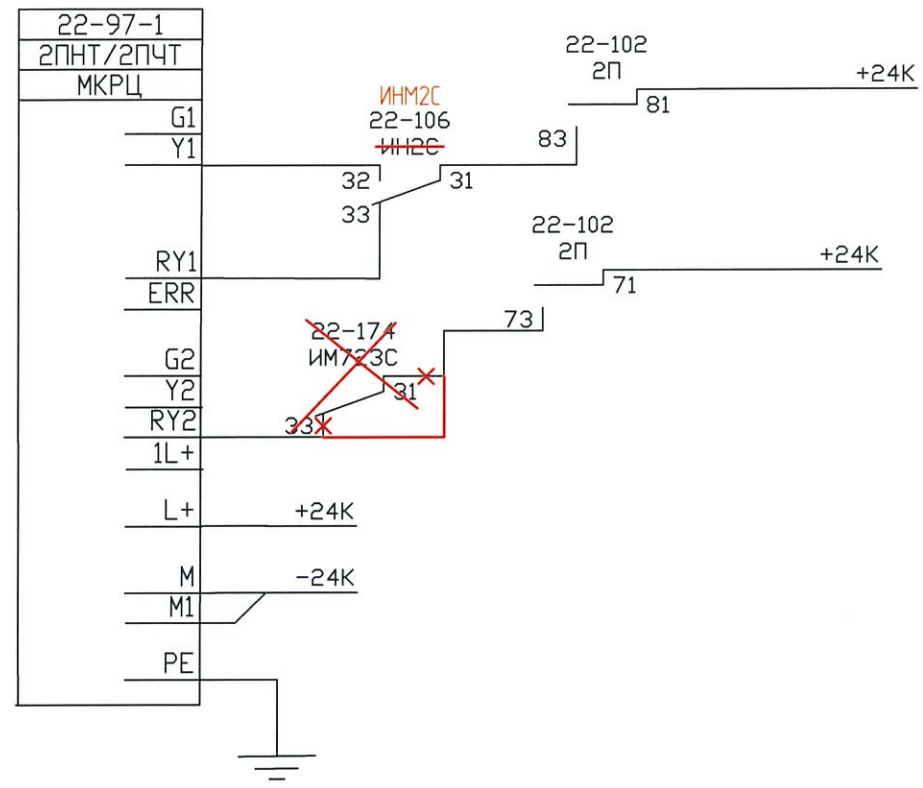 22-97-1
2ПНТ/2ПЧТ
МКРЦ
G1
Y1
RY1
ERR
G2
Y2
RY2
1L+
L+
M
M1
PE
ИНМ2С
22-106
ИН2С
32
31
33
22-102
2П
81
+24К
83
22-102
2П
71
+24К
73
22-174
ИМ723С
31
33
+24К
-24К